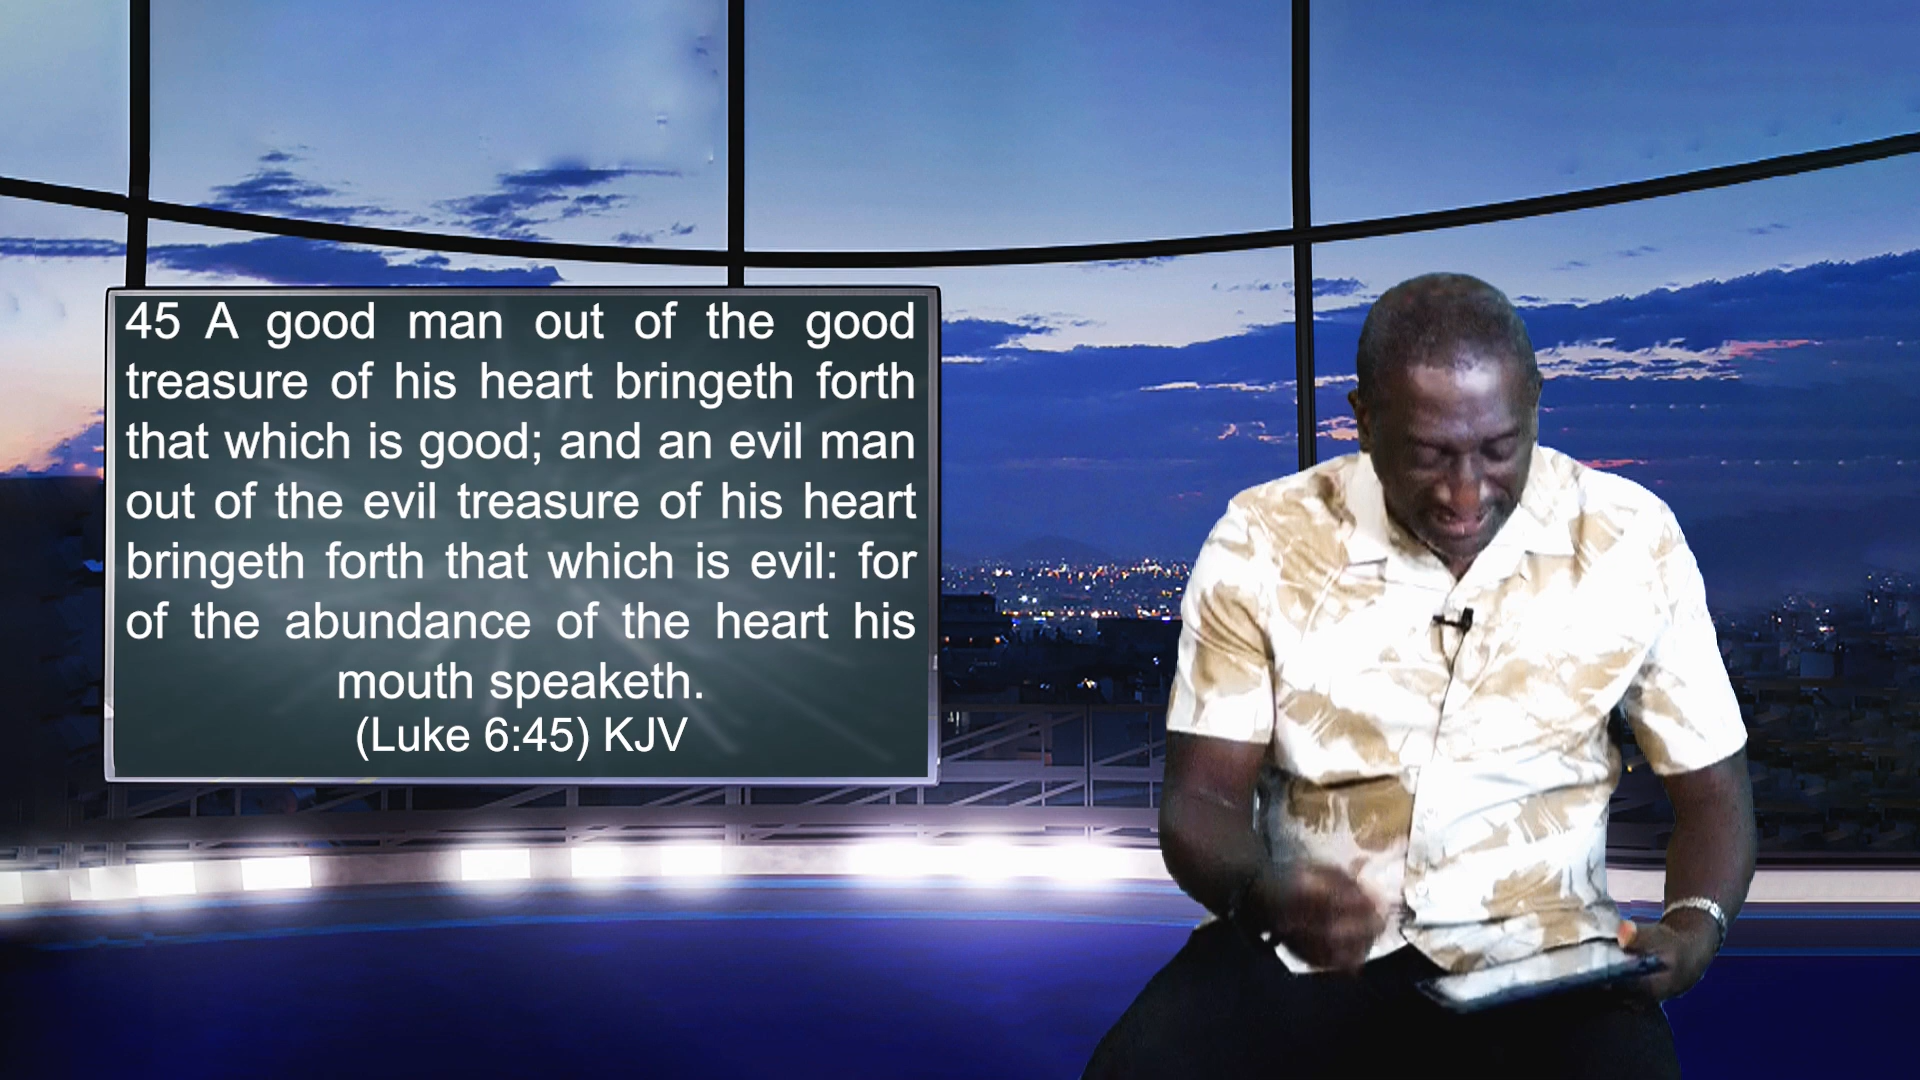 45 A good man out of the good
treasure of his heart bringeth forth
that which is good; and an evil man
out of the evil treasure of his heart
bringeth forth that which is evil: for
of the abundance of the heart his
mouth speaketh.
(Luke 6:45) KJV